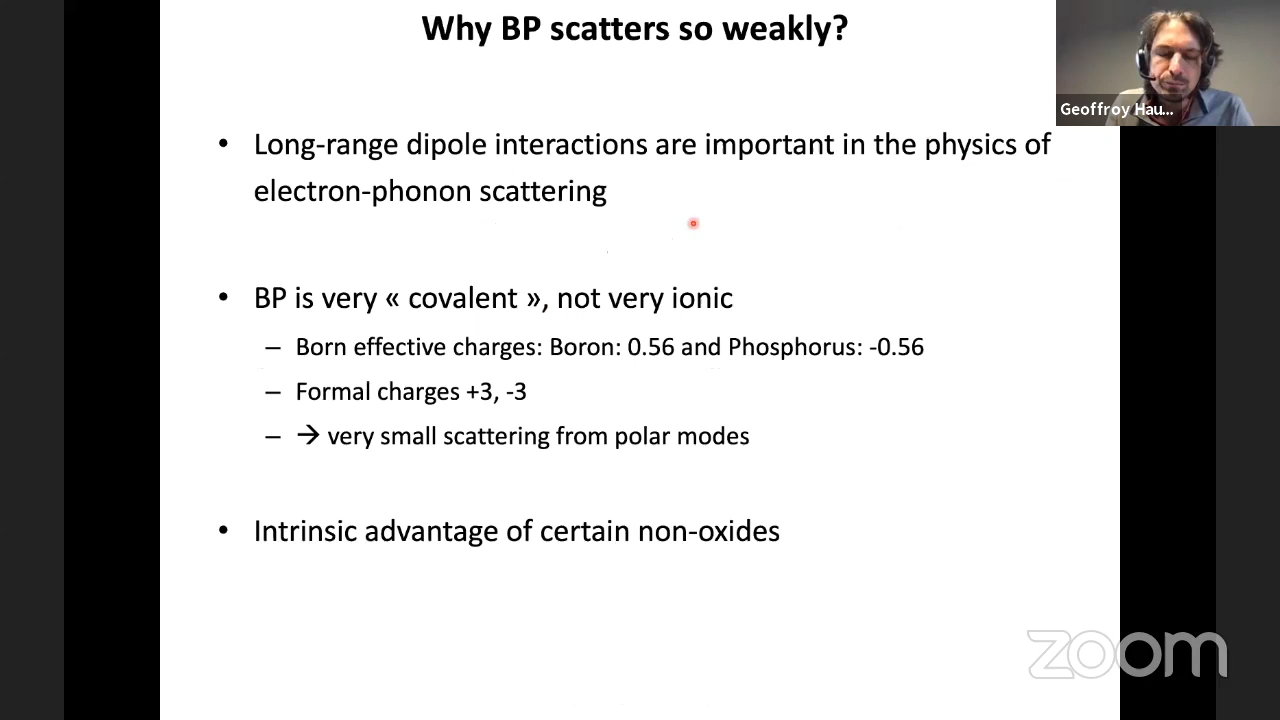 Why BP scatters so weakly?
Geoffroy Hau...
• Long-range dipole interactions are important in the physics of
electron-phonon scattering
• BP is very « covalent », not very ionic
– Born effective charges: Boron: 0.56 and Phosphorus: -0.56
– Formal charges +3, -3
– → very small scattering from polar modes
• Intrinsic advantage of certain non-oxides
zoom